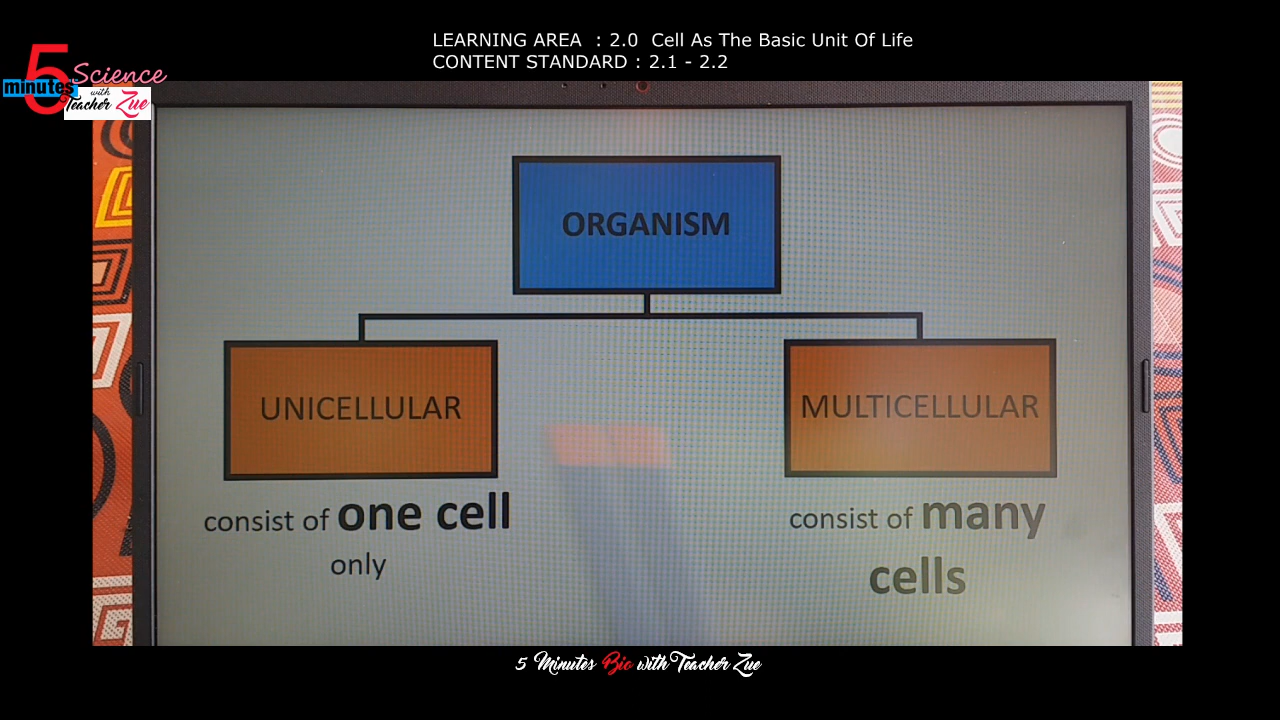 LEARNING AREA : 2.0 Cell As The Basic Unit Of Life
CONTENT STANDARD : 2.1 - 2.2
5 Science
minutes
with
Teacher Zue
ORGANISM
UNICELLULAR
MULTICELLULAR
consist of one cell
only
consist of many
cells
5 Minutes Bio with Teacher Zue